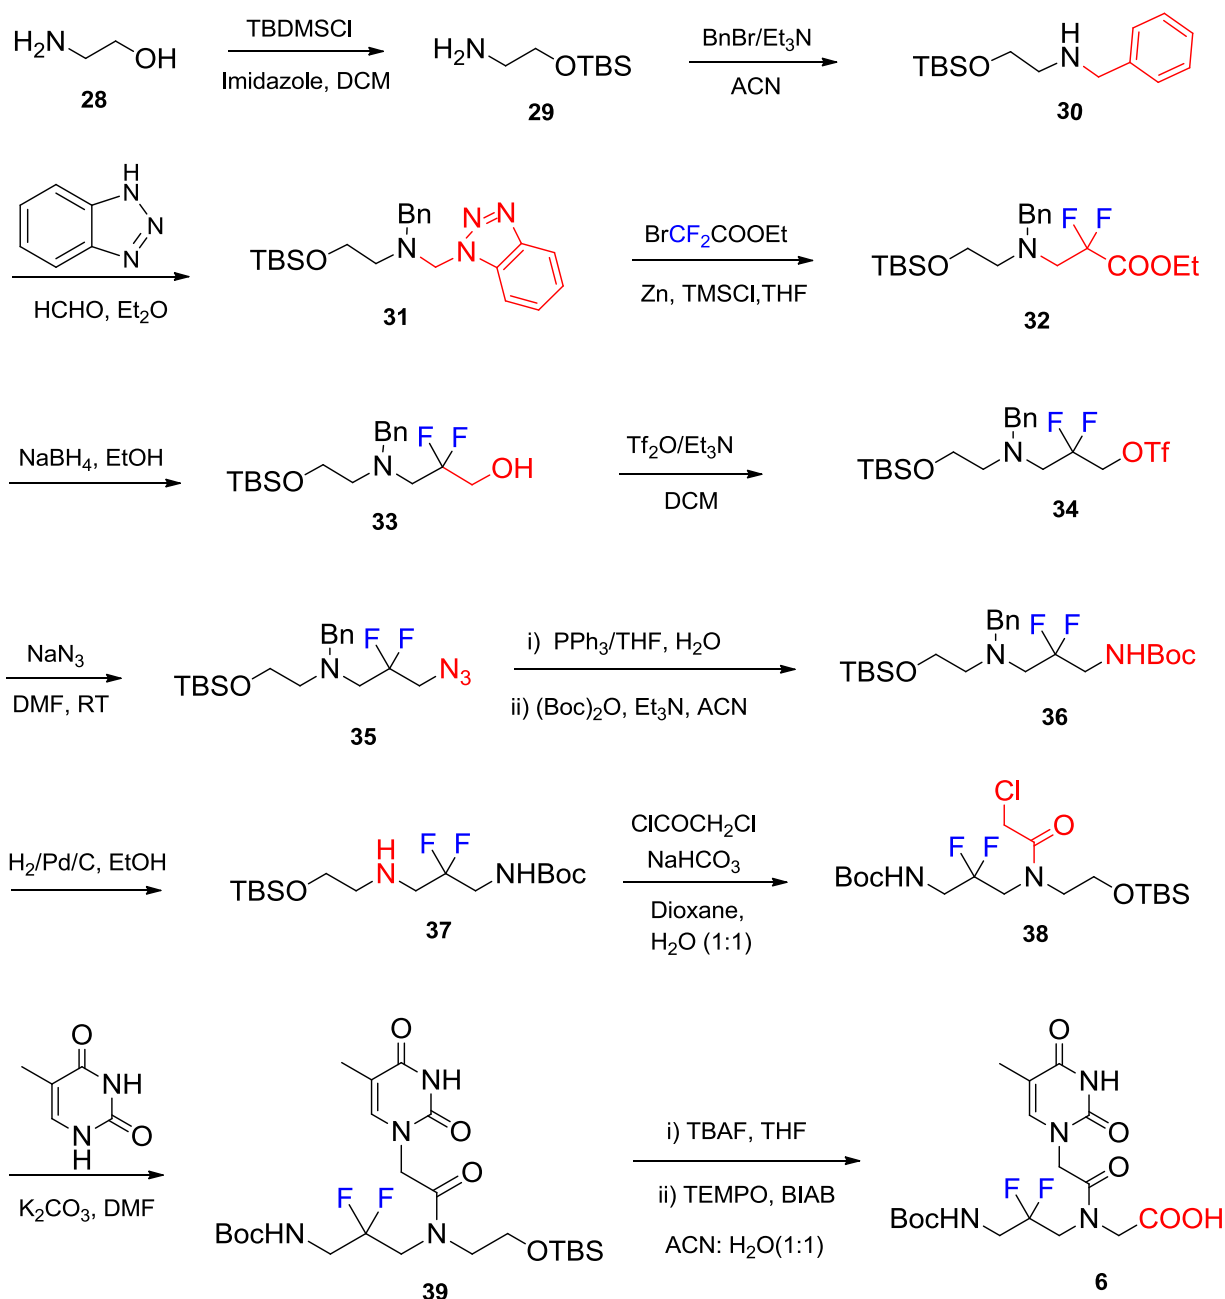 H2N OH
28
TBDMSCl
Imidazole, DCM
H2N OTBS
29
BnBr/Et3N
ACN
TBSO H N
30
H N N N
HCHO, Et2O
TBSO Bn N N N N
31
BrCF2COOEt
Zn, TMSCl,THF
TBSO Bn N F F COOEt
32
NaBH4, EtOH
TBSO Bn N F F OH
33
Tf2O/Et3N
DCM
TBSO Bn N F F OTf
34
NaN3
DMF, RT
TBSO Bn N F F N3
35
i) PPh3/THF, H2O
ii) (Boc)2O, Et3N, ACN
TBSO Bn N F F NHBoc
36
H2/Pd/C, EtOH
TBSO H N F F NHBoc
37
ClCOCH2Cl
NaHCO3
Dioxane,
H2O (1:1)
Cl O
BocHN F F N OTBS
38
O NH N H O
K2CO3, DMF
O NH N O
O
BocHN F F N OTBS
39
i) TBAF, THF
ii) TEMPO, BIAB
ACN: H2O(1:1)
O NH N O
O
BocHN F F N COOH
6